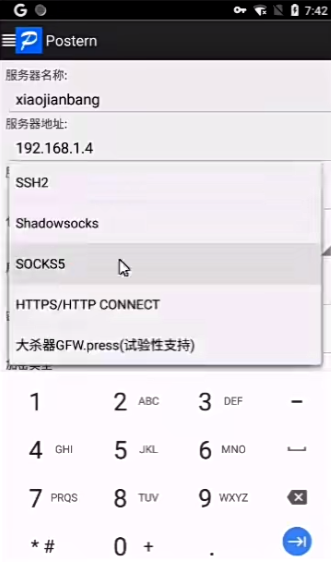 7:42
Postern
服务器名称:
xiaojianbang
服务器地址:
192.168.1.4
SSH2
Shadowsocks
SOCKS5
HTTPS/HTTP CONNECT
大杀器GFW.press(试验性支持)
1 2 ABC 3 DEF -
4 GHI 5 JKL 6 MNO
7 PRQS 8 TUV 9 WXYZ
* # 0 + .